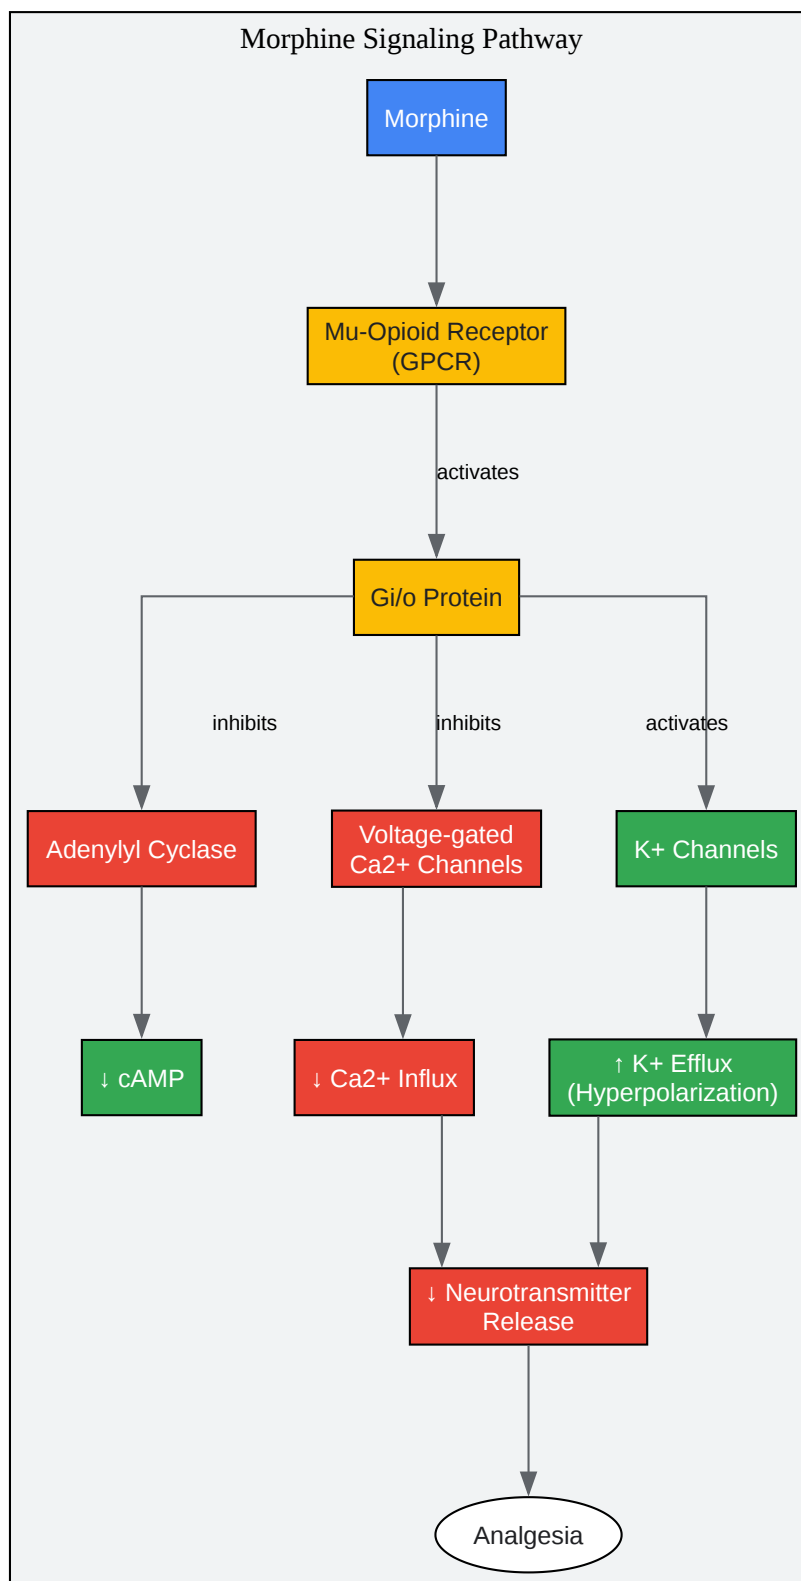 Morphine Signaling Pathway
Morphine
Mu-Opioid Receptor
(GPCR)
activates
Gi/o Protein
inhibits
inhibits
activates
Adenylyl Cyclase
Voltage-gated
Ca2+ Channels
K+ Channels
↓ cAMP
↓ Ca2+ Influx
↑ K+ Efflux
(Hyperpolarization)
↓ Neurotransmitter
Release
Analgesia